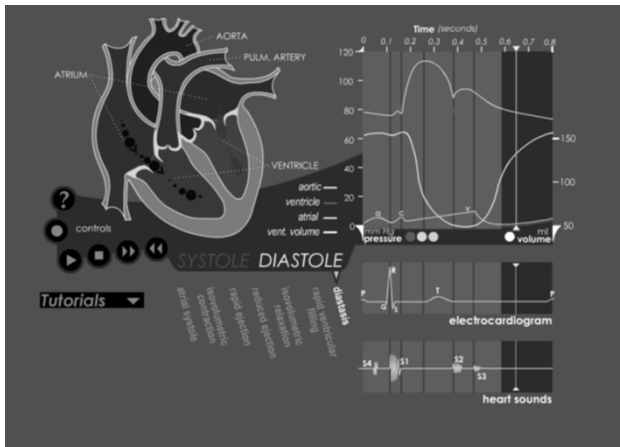 AORTA
PULM. ARTERY
ATRIUM
VENTRICLE
aortic
ventricle
atrial
vent. volume
?
controls
SYSTOLE DIASTOLE
Tutorials
atrial systole
isovolumetric
contraction
rapid ejection
reduced ejection
isovolumetric
relaxation
rapid ventricular
filling
diastasis
Time (seconds)
0 0.1 0.2 0.3 0.4 0.5 0.6 0.7 0.8
120
100
80
60
40
20
0
150
100
50
a C V
mm Hg ml
pressure volume
P Q R S T P
electrocardiogram
S4 S1 S2 S3
heart sounds